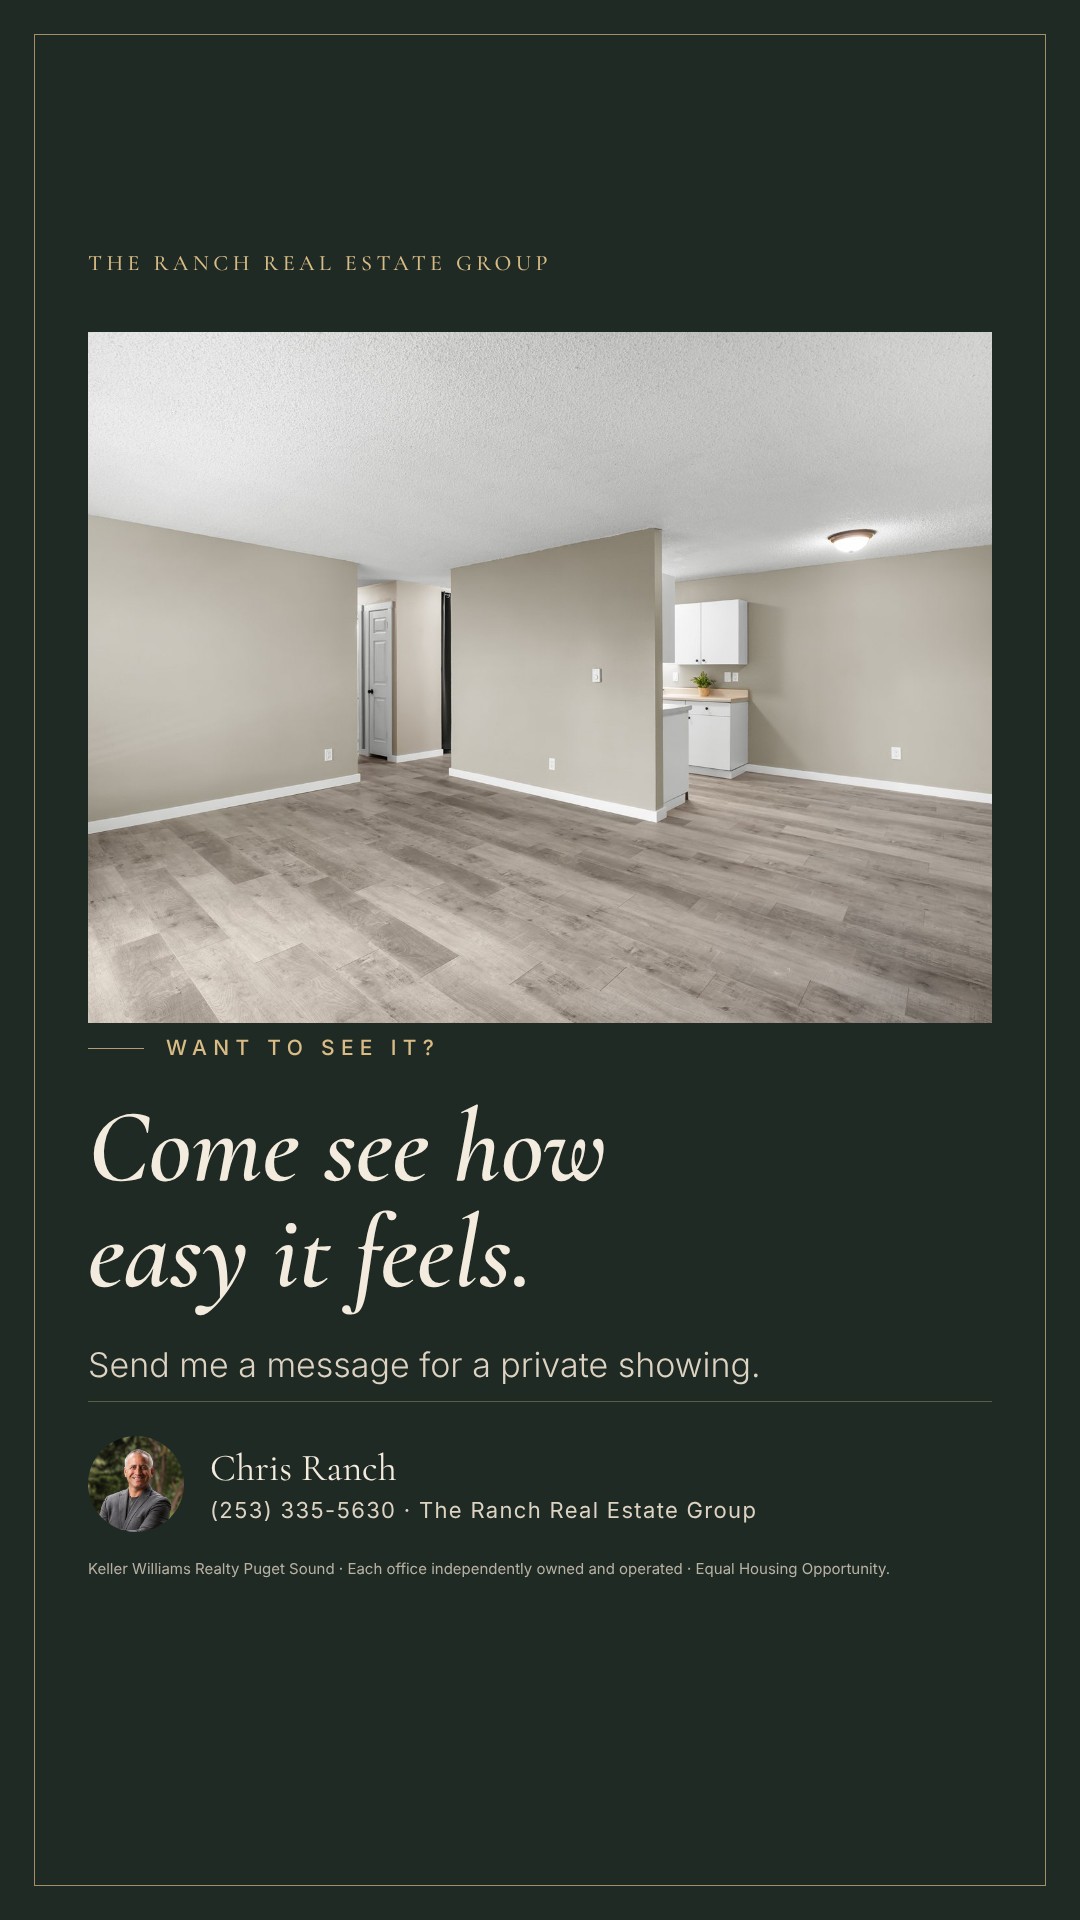 THE RANCH REAL ESTATE GROUP
WANT TO SEE IT?
Come see how
easy it feels.
Send me a message for a private showing.
Chris Ranch
(253) 335-5630 · The Ranch Real Estate Group
Keller Williams Realty Puget Sound · Each office independently owned and operated · Equal Housing Opportunity.